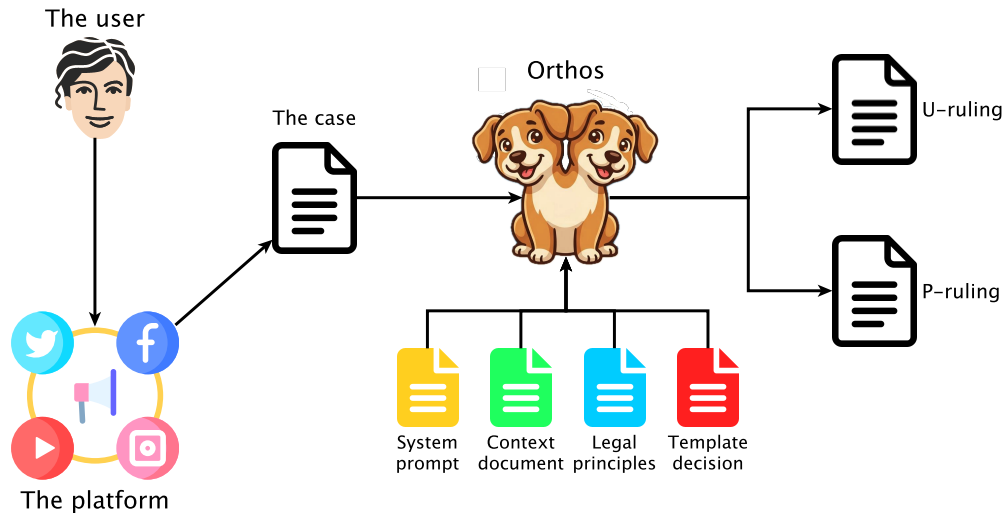 The user
The case
Orthos
U-ruling
P-ruling
System
prompt
Context
document
Legal
principles
Template
decision
The platform